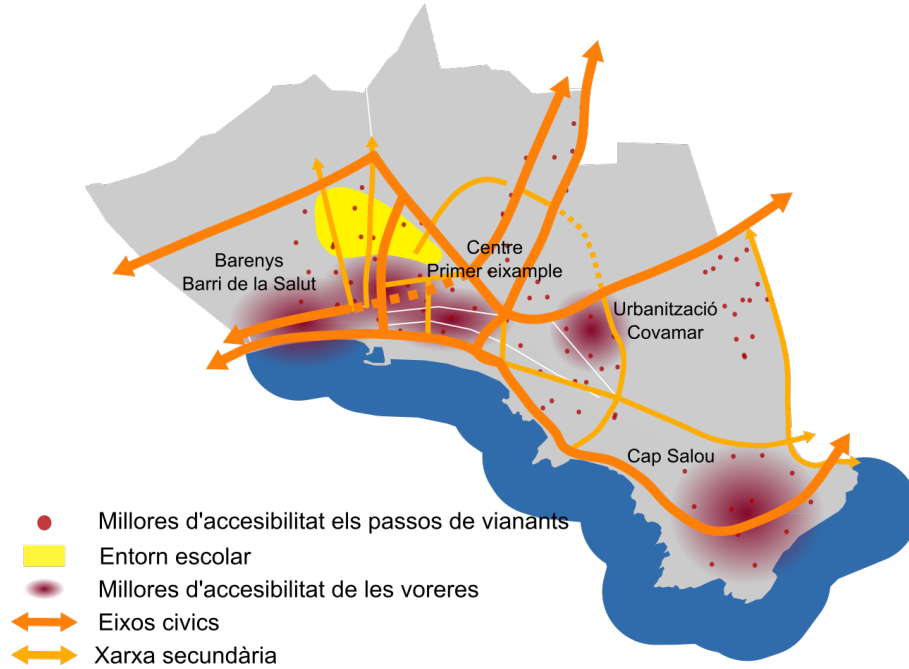 Centre
Primer eixample
Barenys
Barri de la Salut
Urbanització
Covamar
Cap Salou
Millores d'accesibilitat els passos de vianants
Entorn escolar
Millores d'accesibilitat de les voreres
Eixos civics
Xarxa secundària